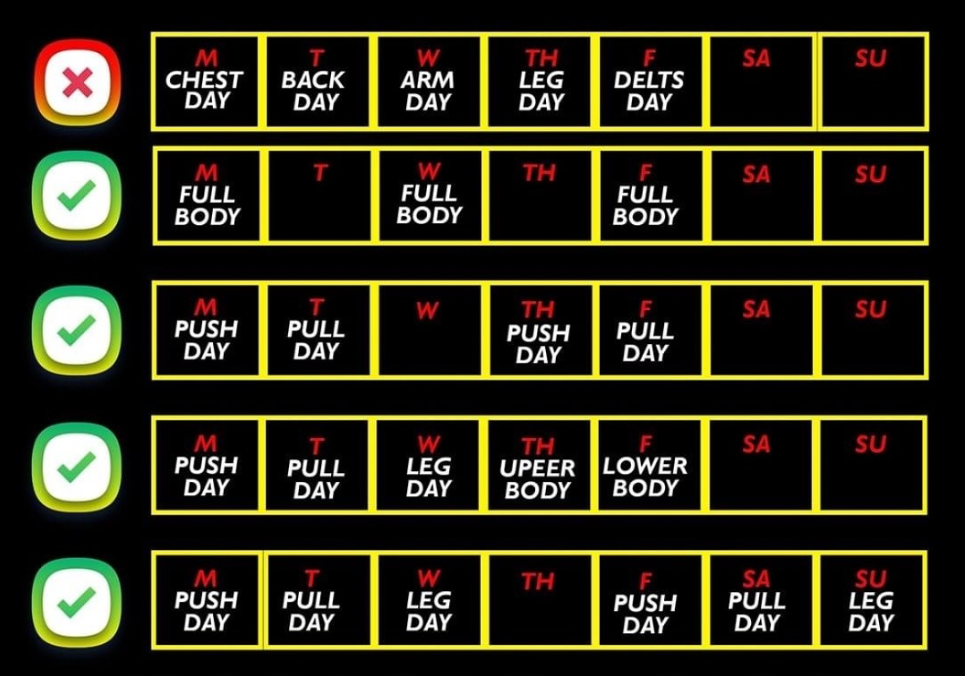 M T W TH F SA SU
CHEST DAY BACK DAY ARM DAY LEG DAY DELTS DAY
M T W TH F SA SU
FULL BODY FULL BODY FULL BODY
M T W TH F SA SU
PUSH DAY PULL DAY PUSH DAY PULL DAY
M T W TH F SA SU
PUSH DAY PULL DAY LEG DAY UPEER BODY LOWER BODY
M T W TH F SA SU
PUSH DAY PULL DAY LEG DAY PUSH DAY PULL DAY LEG DAY